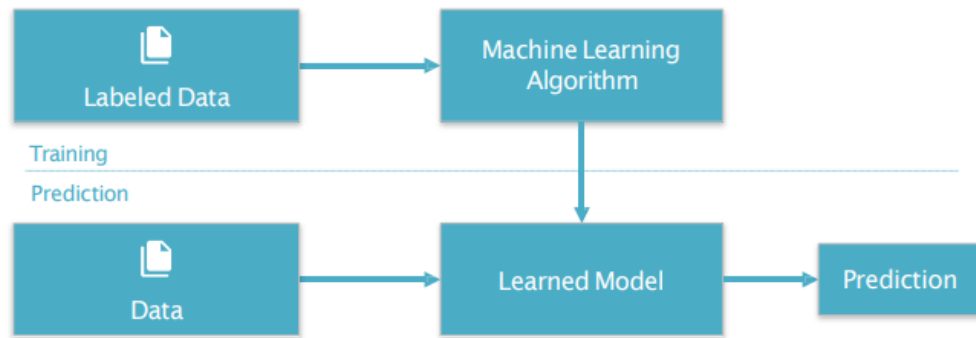 Labeled Data
Machine Learning
Algorithm
Training
Prediction
Data
Learned Model
Prediction